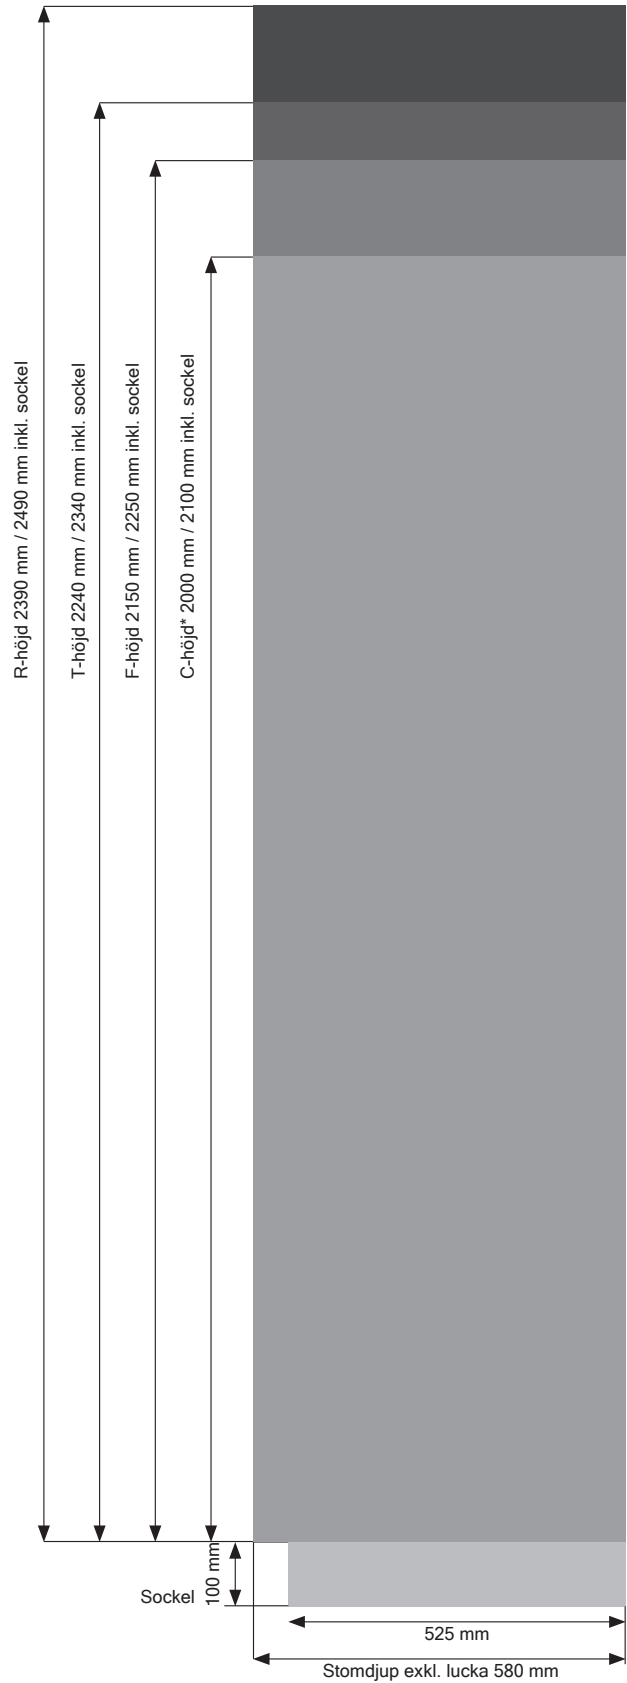 R-höjd 2390 mm / 2490 mm inkl. sockel
T-höjd 2240 mm / 2340 mm inkl. sockel
F-höjd 2150 mm / 2250 mm inkl. sockel
C-höjd* 2000 mm / 2100 mm inkl. sockel
Sockel
100 mm
525 mm
Stomdjup exkl. lucka 580 mm